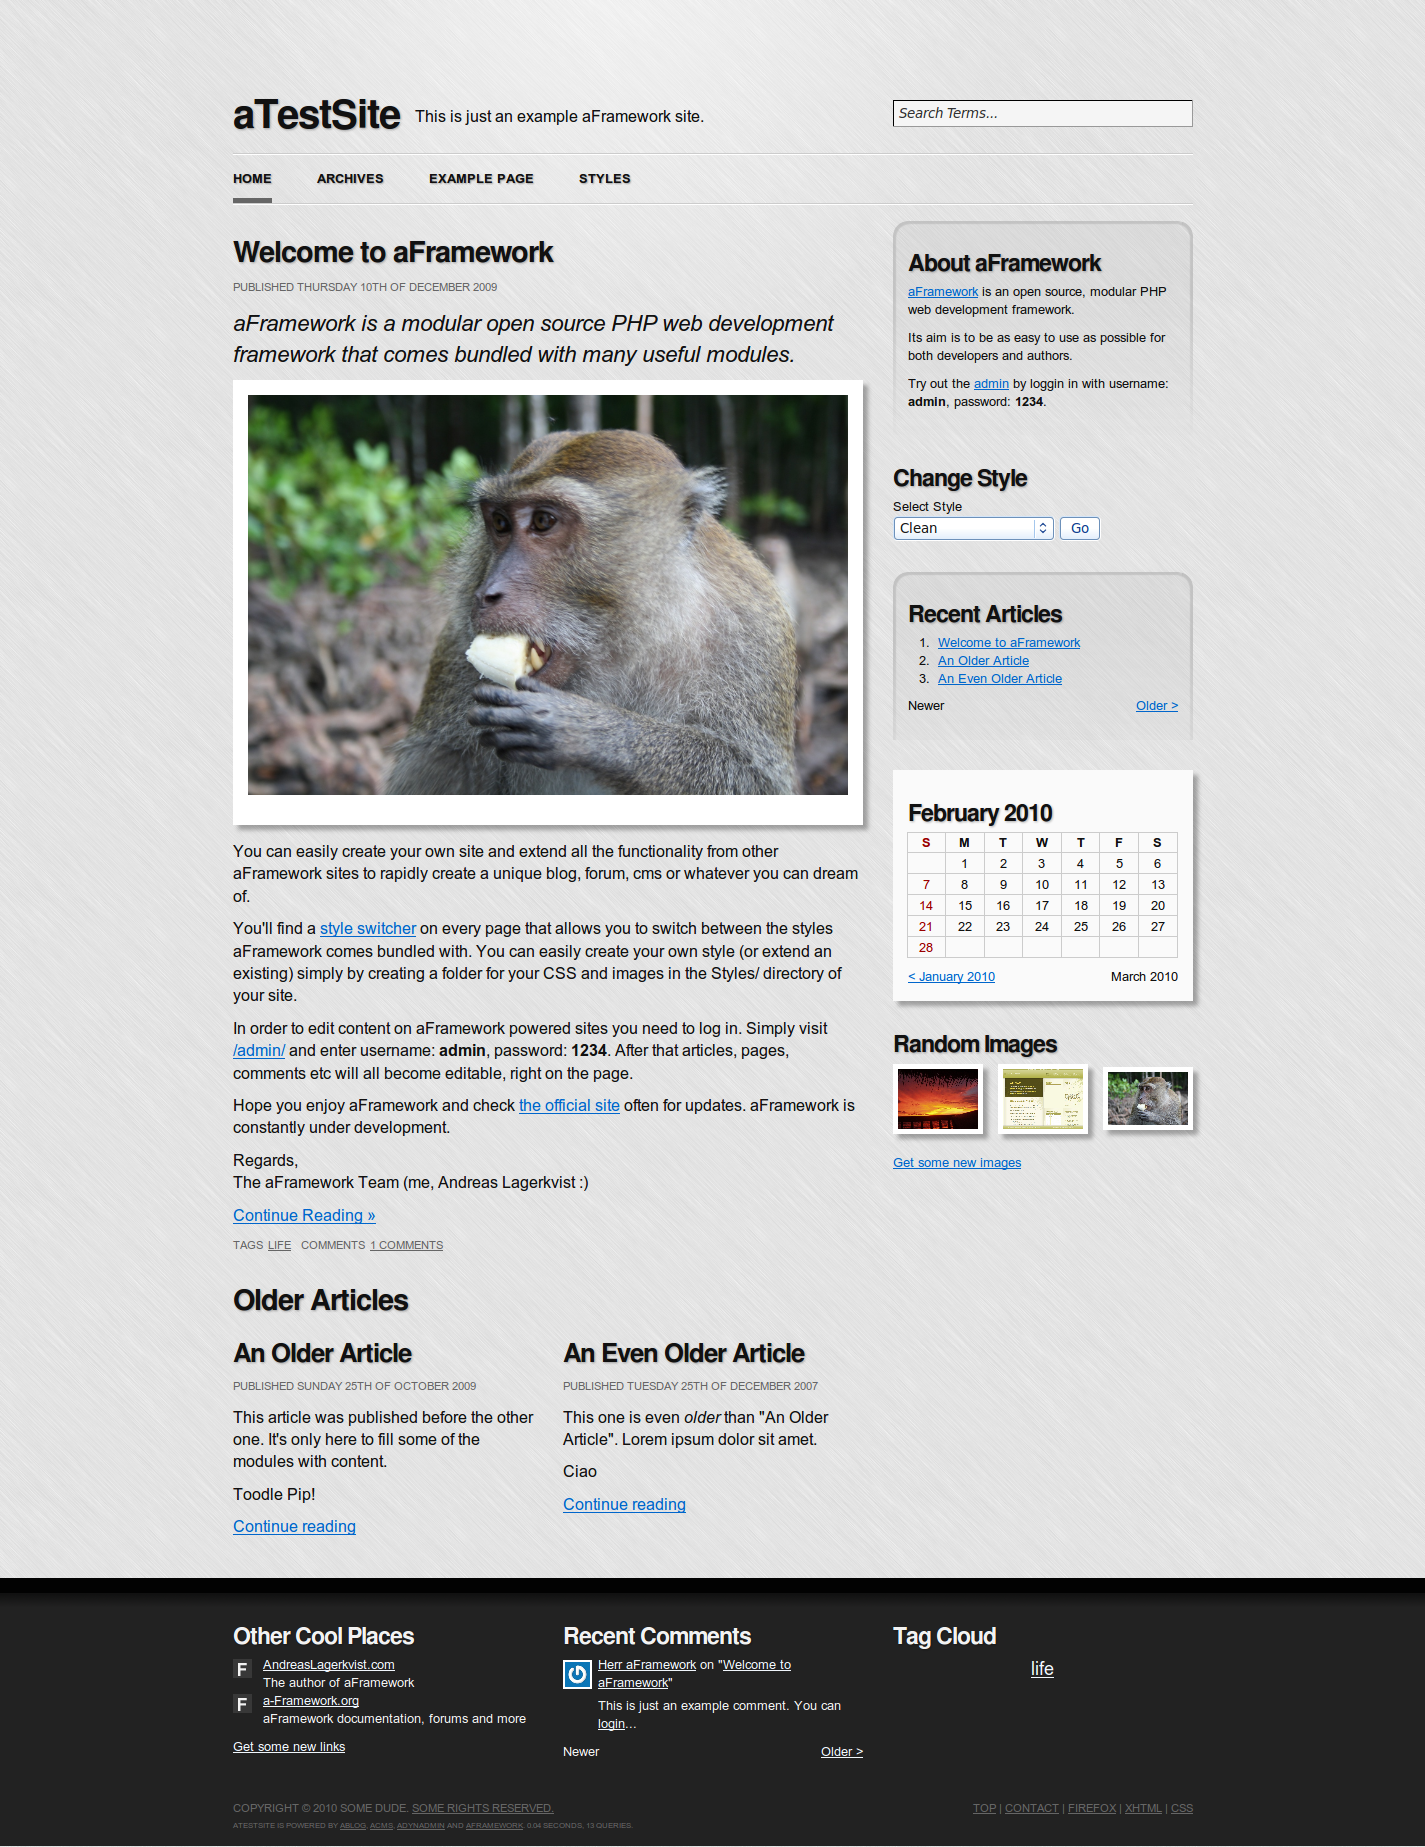 aTestSite This is just an example aFramework site.
Search Terms...
HOME ARCHIVES EXAMPLE PAGE STYLES
Welcome to aFramework
PUBLISHED THURSDAY 10TH OF DECEMBER 2009
aFramework is a modular open source PHP web development
framework that comes bundled with many useful modules.
You can easily create your own site and extend all the functionality from other
aFramework sites to rapidly create a unique blog, forum, cms or whatever you can dream
of.
You'll find a style switcher on every page that allows you to switch between the styles
aFramework comes bundled with. You can easily create your own style (or extend an
existing) simply by creating a folder for your CSS and images in the Styles/ directory of
your site.
In order to edit content on aFramework powered sites you need to log in. Simply visit
/admin/ and enter username: admin, password: 1234. After that articles, pages,
comments etc will all become editable, right on the page.
Hope you enjoy aFramework and check the official site often for updates. aFramework is
constantly under development.
Regards,
The aFramework Team (me, Andreas Lagerkvist :)
Continue Reading »
TAGS LIFE COMMENTS 1 COMMENTS
Older Articles
An Older Article
PUBLISHED SUNDAY 25TH OF OCTOBER 2009
This article was published before the other
one. It's only here to fill some of the
modules with content.
Toodle Pip!
Continue reading
An Even Older Article
PUBLISHED TUESDAY 25TH OF DECEMBER 2007
This one is even older than "An Older
Article". Lorem ipsum dolor sit amet.
Ciao
Continue reading
About aFramework
aFramework is an open source, modular PHP
web development framework.
Its aim is to be as easy to use as possible for
both developers and authors.
Try out the admin by loggin in with username:
admin, password: 1234.
Change Style
Select Style
Clean Go
Recent Articles
1. Welcome to aFramework
2. An Older Article
3. An Even Older Article
Newer Older >
February 2010
S M T W T F S
1 2 3 4 5 6
7 8 9 10 11 12 13
14 15 16 17 18 19 20
21 22 23 24 25 26 27
28
< January 2010 March 2010
Random Images
Get some new images
Other Cool Places
F AndreasLagerkvist.com
The author of aFramework
F a-Framework.org
aFramework documentation, forums and more
Get some new links
Recent Comments
Herr aFramework on "Welcome to
aFramework"
This is just an example comment. You can
login...
Newer Older >
Tag Cloud
life
COPYRIGHT © 2010 SOME DUDE. SOME RIGHTS RESERVED.
TOP | CONTACT | FIREFOX | XHTML | CSS
ATESTSITE IS POWERED BY ABLOG, ACMS, ADYNADMIN AND AFRAMEWORK. 0.04 SECONDS, 13 QUERIES.